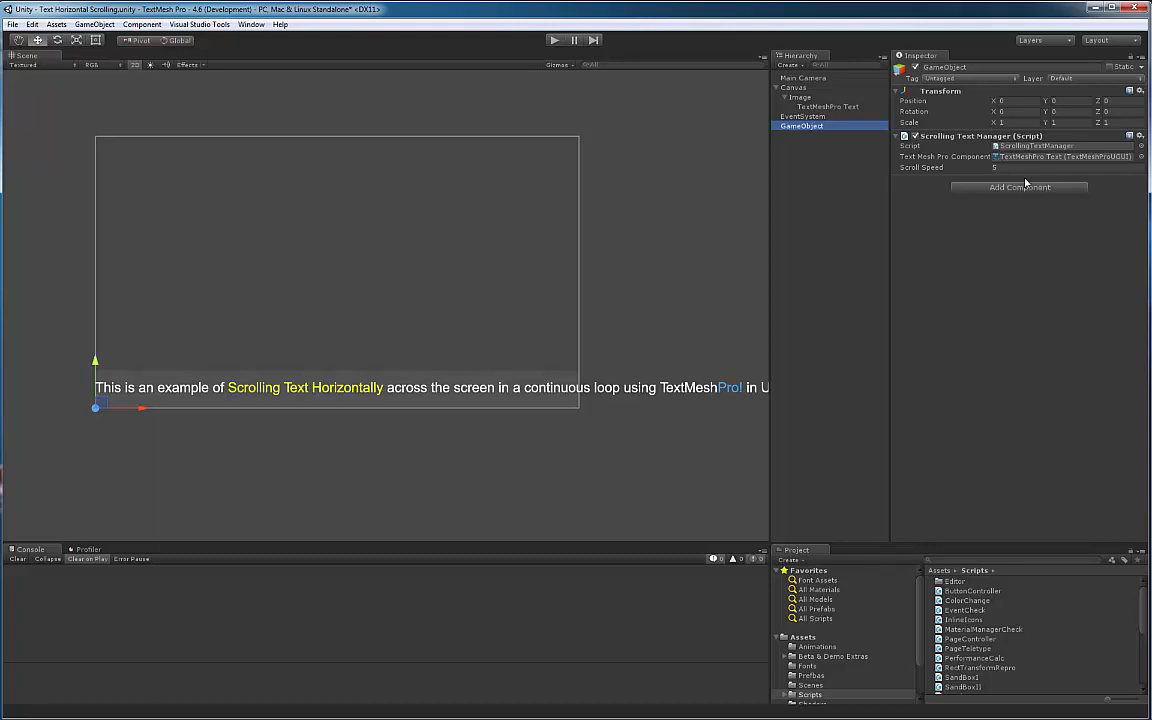 Unity - Text Horizontal Scrolling.unity - TextMesh Pro - 4.6 (Development) - PC, Mac & Linux Standalone* <DX11>
File Edit Assets GameObject Component Visual Studio Tools Window Help
Pivot Global Layers Layout
Scene
Textured RGB 2D Effects Gizmos All
This is an example of Scrolling Text Horizontally across the screen in a continuous loop using TextMeshPro! in U
Hierarchy
Create All
Main Camera
Canvas
Image
TextMeshPro Text
EventSystem
GameObject
Inspector
GameObject Static
Tag Untagged Layer Default
Transform
Position X 0 Y 0 Z 0
Rotation X 0 Y 0 Z 0
Scale X 1 Y 1 Z 1
Scrolling Text Manager (Script)
Script ScrollingTextManager
Text Mesh Pro Component TextMeshPro Text (TextMeshProUGUI)
Scroll Speed 5
Add Component
Console Profiler
Clear Collapse Clear on Play Error Pause 0 0 0
Project
Create
Favorites
Font Assets
All Materials
All Models
All Prefabs
All Scripts
Assets
Animations
Beta & Demo Extras
Fonts
Prefbas
Scenes
Scripts
Assets Scripts
Editor
ButtonController
ColorChange
EventCheck
InlineIcons
MaterialManagerCheck
PageController
PageTeletype
PerformanceCalc
RectTransformRepro
SandBox1
SandBoxII